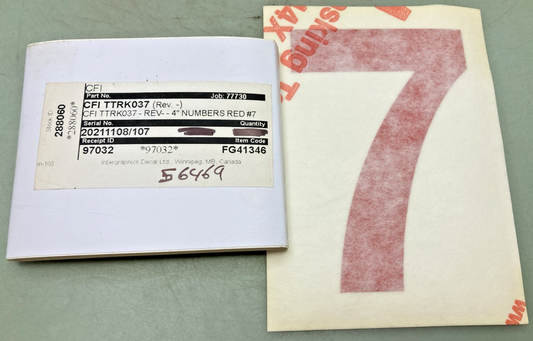 CFI
Part No. Job: 77730
CFI TTRK037 (Rev. -)
CFI TTRK037 - REV- - 4" NUMBERS RED #7
Serial No. Quantity
20211108/107
Receipt ID Item Code
97032 *97032* FG41346
Intergraphics Decal Ltd., Winnipeg, MB, Canada
56469
Stock ID
288060
*288060*
7